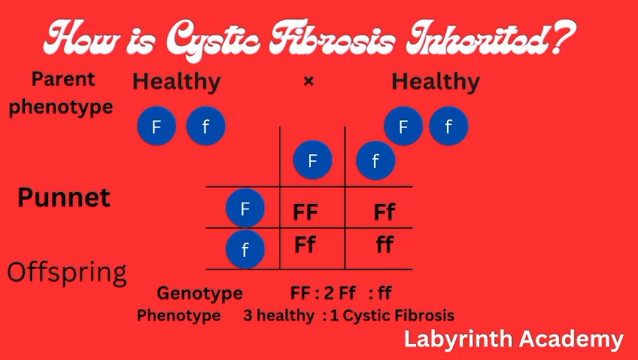 How is Cystic Fibrosis Inherited?
Parent Healthy × Healthy
phenotype
F f F f
F f
Punnet F FF Ff
f Ff ff
Offspring
Genotype FF : 2 Ff : ff
Phenotype 3 healthy : 1 Cystic Fibrosis
Labyrinth Academy